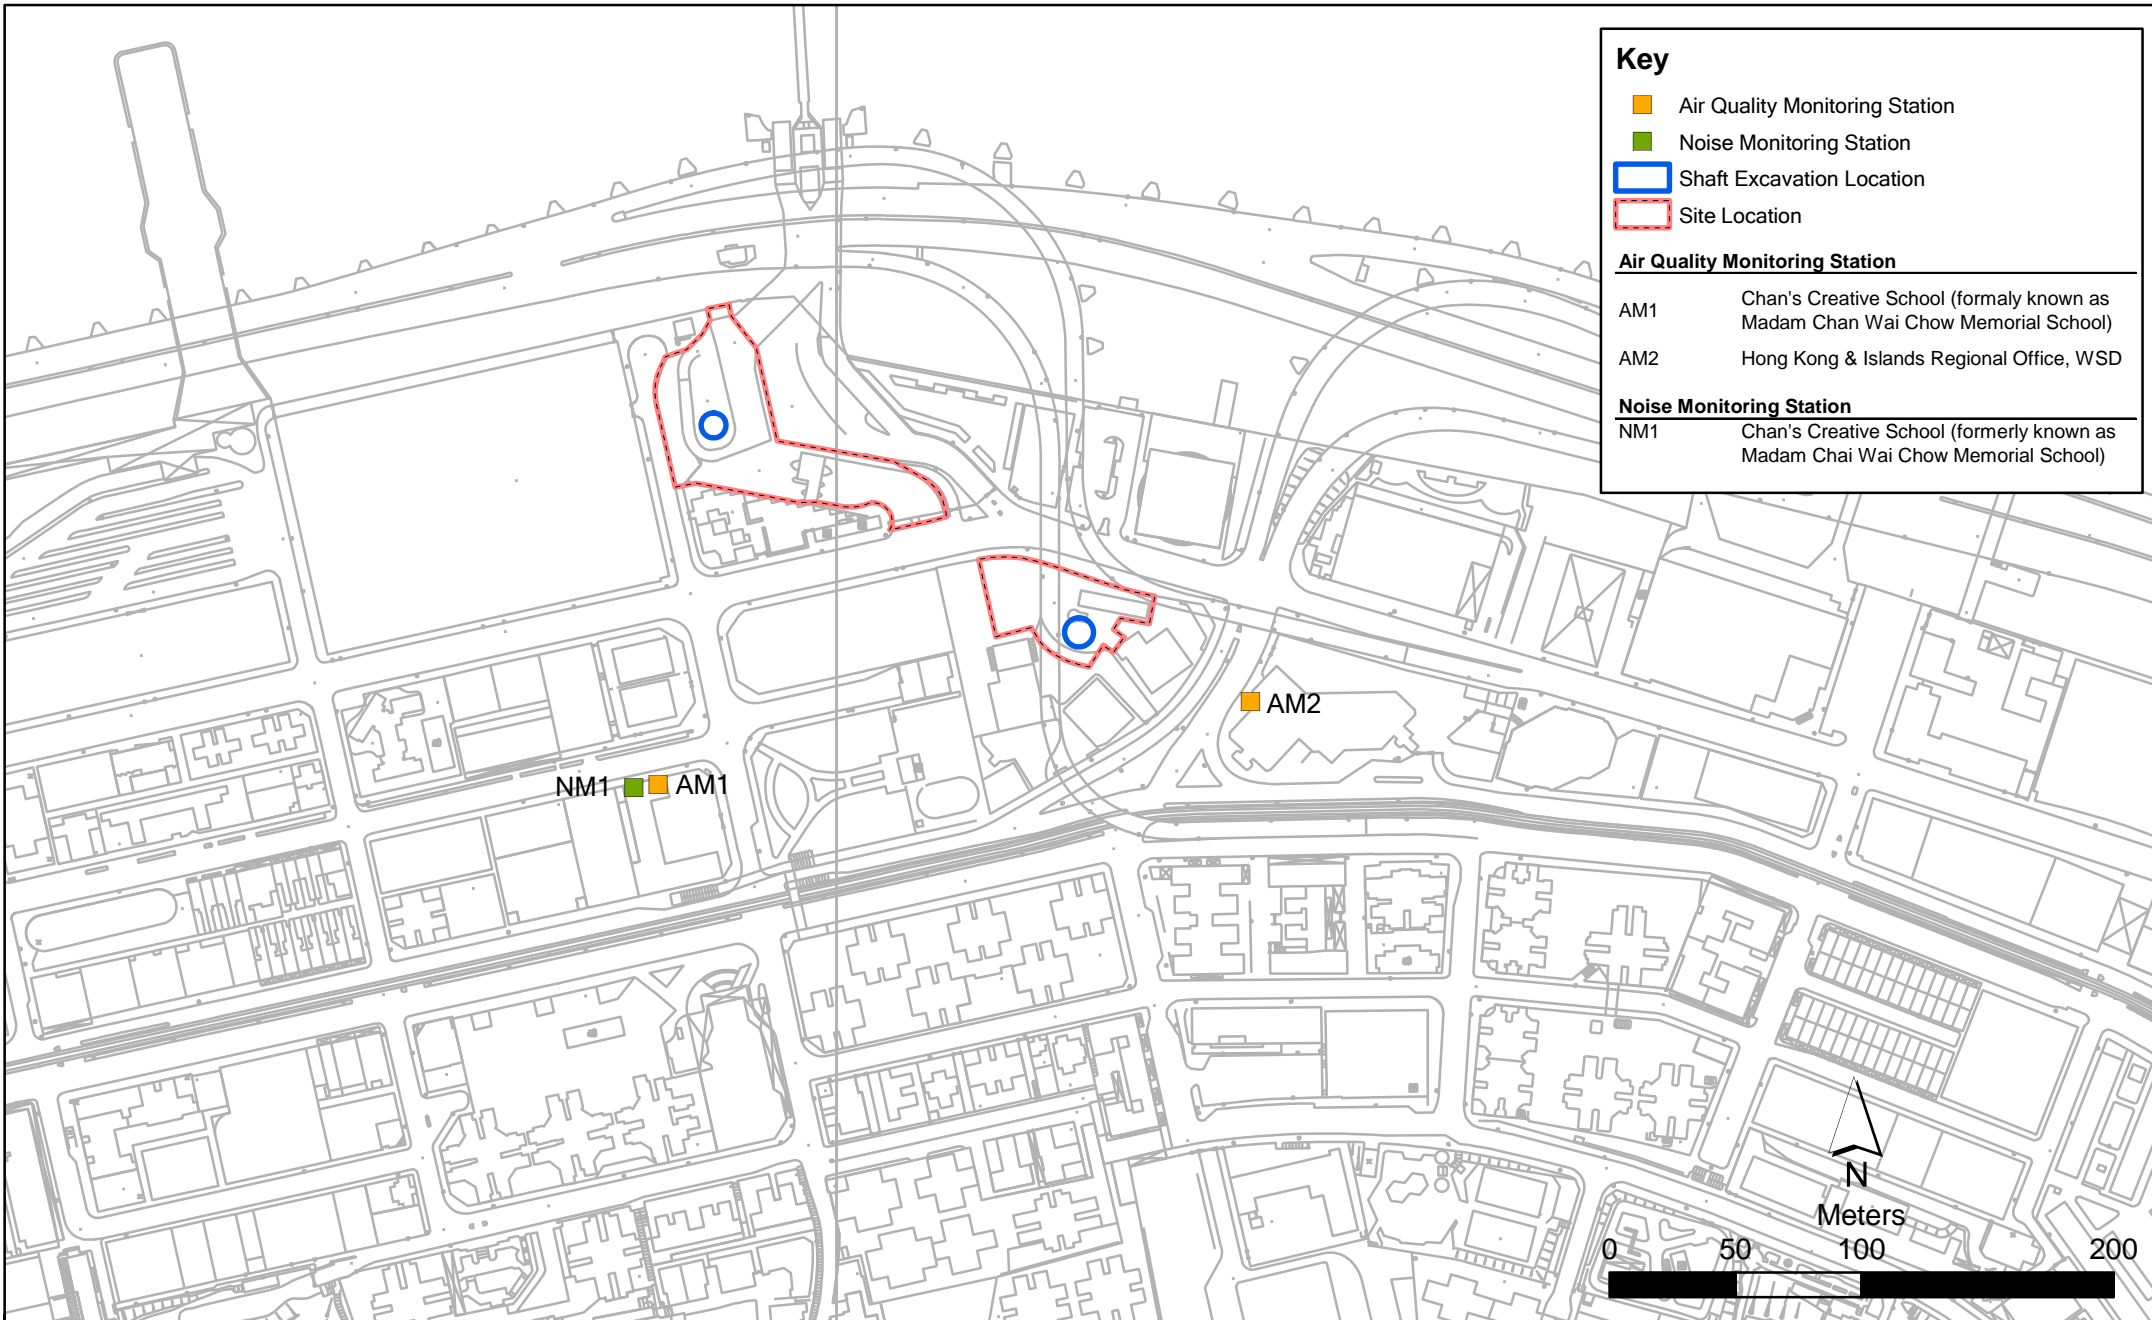 Key
Air Quality Monitoring Station
Noise Monitoring Station
Shaft Excavation Location
Site Location
Air Quality Monitoring Station
AM1 Chan's Creative School (formaly known as
Madam Chan Wai Chow Memorial School)
AM2 Hong Kong & Islands Regional Office, WSD
Noise Monitoring Station
NM1 Chan's Creative School (formerly known as
Madam Chai Wai Chow Memorial School)
AM2
NM1 AM1
N
Meters
0 50 100 200